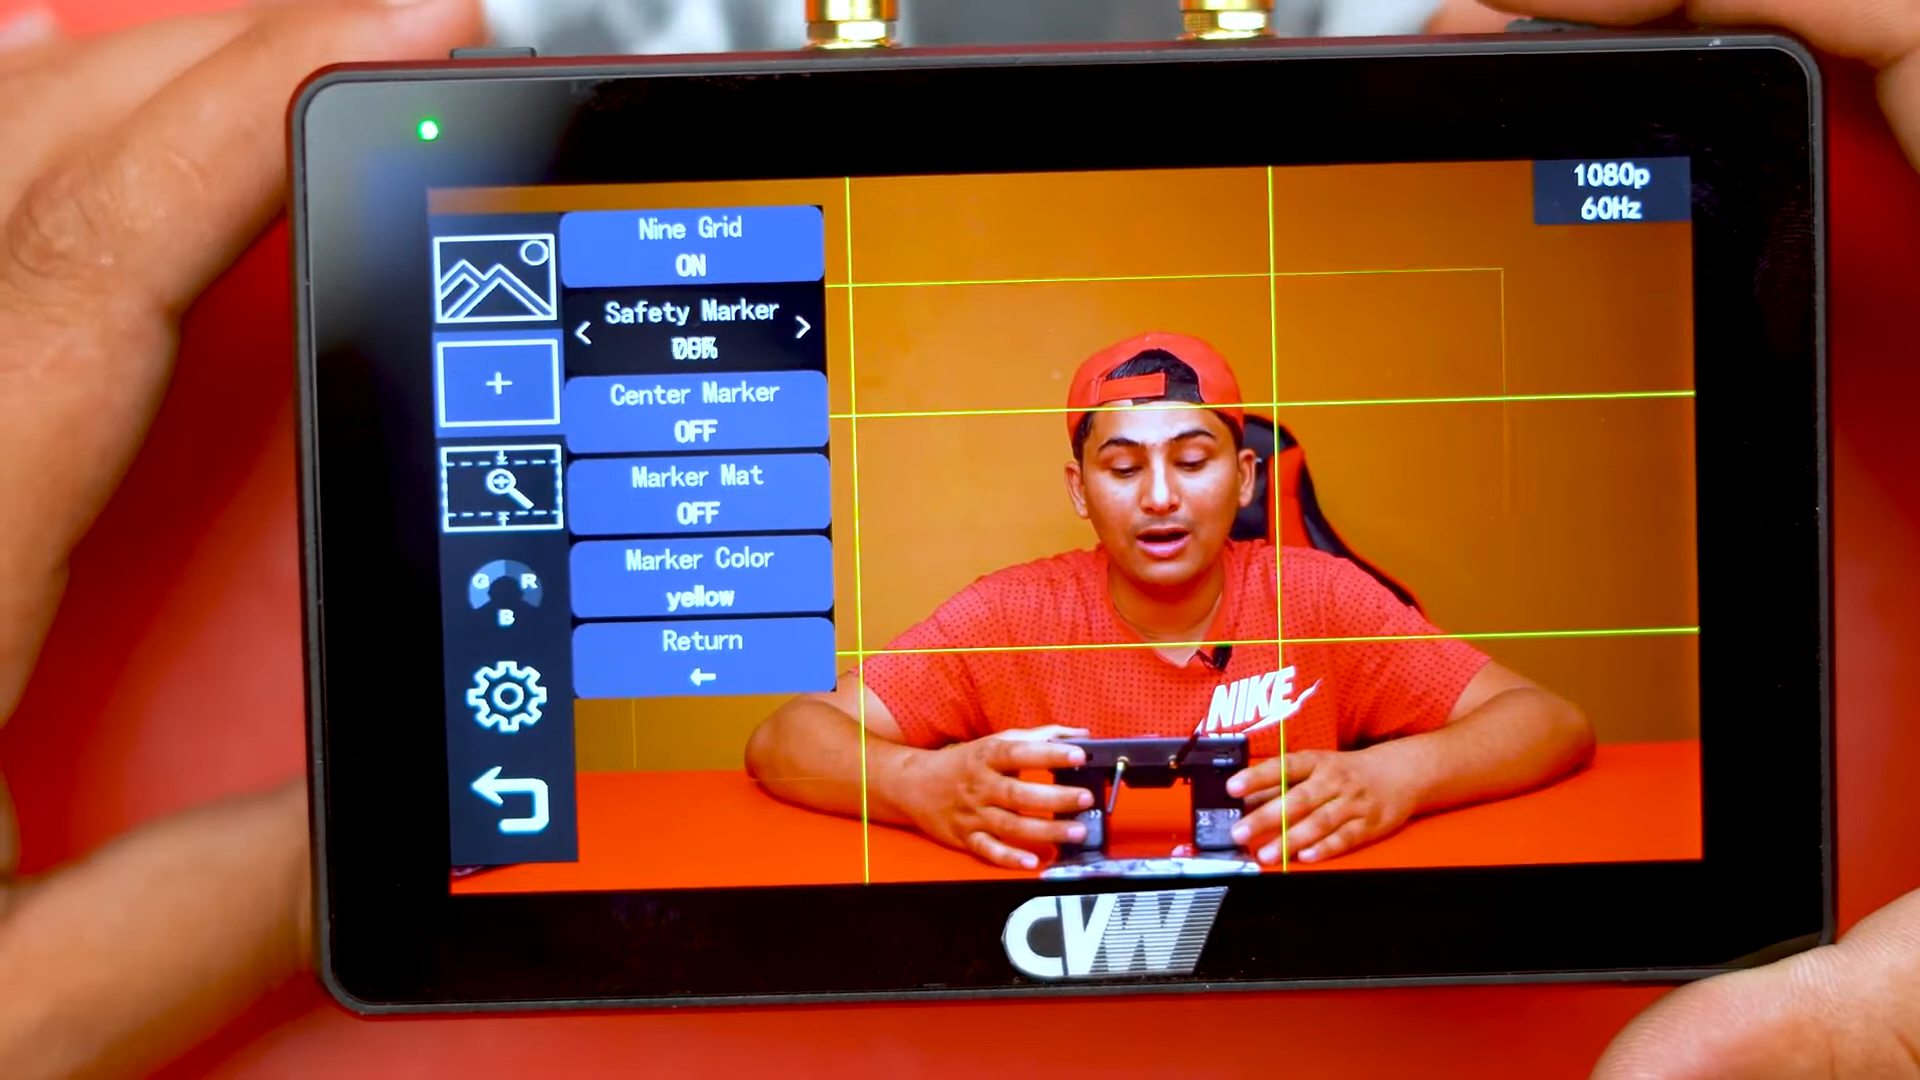 1080p
60Hz
Nine Grid
ON
Safety Marker
Center Marker
OFF
Marker Mat
OFF
Marker Color
yellow
Return
G R
B
NIKE
CVW